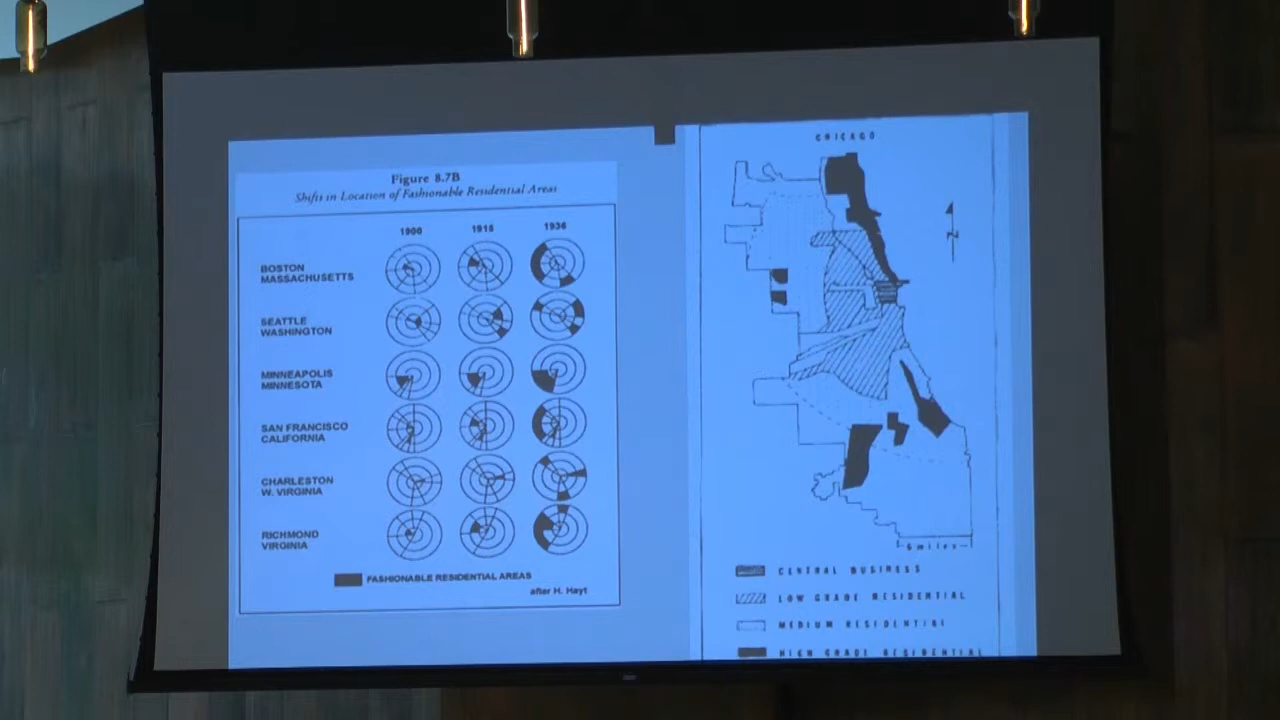 Figure 8.7B
Shifts in Location of Fashionable Residential Areas
1900 1915 1936
BOSTON
MASSACHUSETTS
SEATTLE
WASHINGTON
MINNEAPOLIS
MINNESOTA
SAN FRANCISCO
CALIFORNIA
CHARLESTON
W. VIRGINIA
RICHMOND
VIRGINIA
FASHIONABLE RESIDENTIAL AREAS
after H. Hoyt
CHICAGO
N
6 miles
CENTRAL BUSINESS
LOW GRADE RESIDENTIAL
MEDIUM RESIDENTIAL
HIGH GRADE RESIDENTIAL